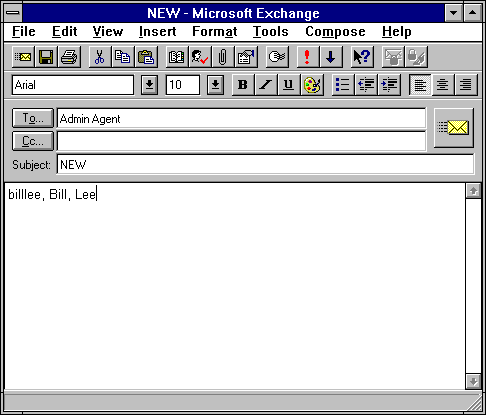 NEW - Microsoft Exchange
File Edit View Insert Format Tools Compose Help
Arial 10 B I U
To... Admin Agent
Cc...
Subject: NEW
billlee, Bill, Lee